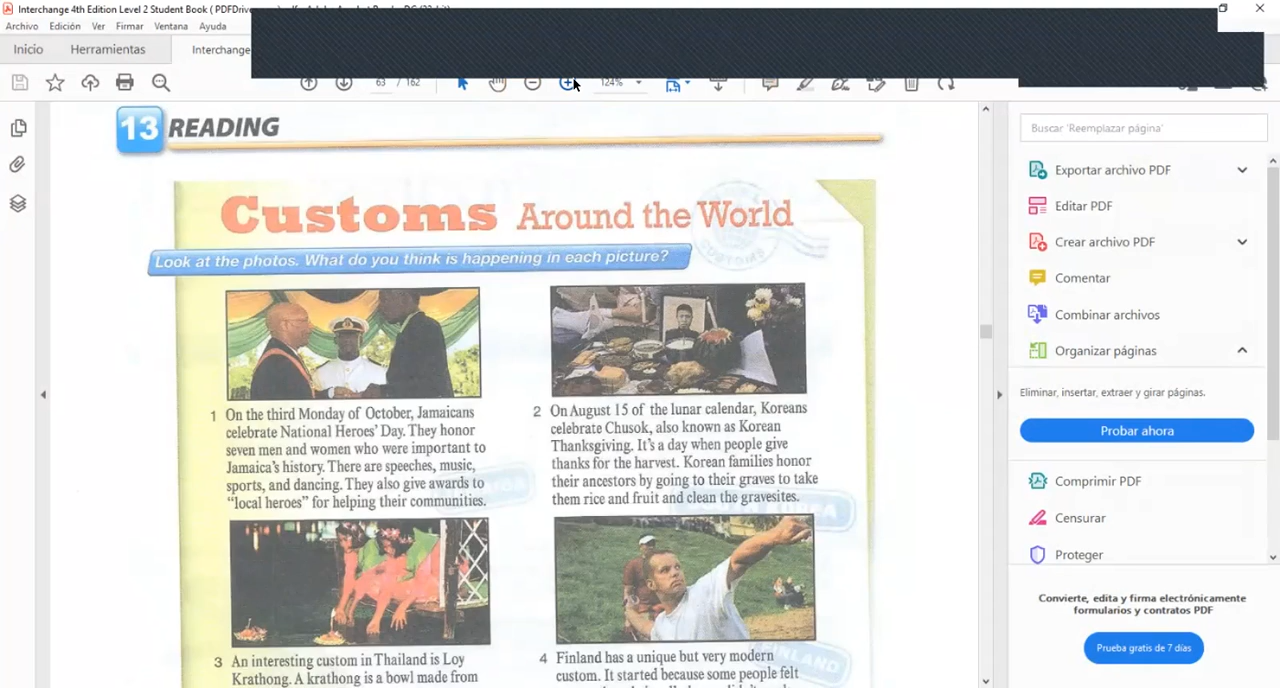 Interchange 4th Edition Level 2 Student Book ( PDFDriv
Archivo Edición Ver Firmar Ventana Ayuda
Inicio Herramientas Interchange
63 / 162 124%
13 READING
Customs Around the World
Look at the photos. What do you think is happening in each picture?
1 On the third Monday of October, Jamaicans
celebrate National Heroes' Day. They honor
seven men and women who were important to
Jamaica's history. There are speeches, music,
sports, and dancing. They also give awards to
"local heroes" for helping their communities.
2 On August 15 of the lunar calendar, Koreans
celebrate Chusok, also known as Korean
Thanksgiving. It's a day when people give
thanks for the harvest. Korean families honor
their ancestors by going to their graves to take
them rice and fruit and clean the gravesites.
3 An interesting custom in Thailand is Loy
Krathong. A krathong is a bowl made from
4 Finland has a unique but very modern
custom. It started because some people felt
FINLAND
CUSTOMS
Buscar 'Reemplazar página'
Exportar archivo PDF
Editar PDF
Crear archivo PDF
Comentar
Combinar archivos
Organizar páginas
Eliminar, insertar, extraer y girar páginas.
Probar ahora
Comprimir PDF
Censurar
Proteger
Convierte, edita y firma electrónicamente
formularios y contratos PDF
Prueba gratis de 7 días